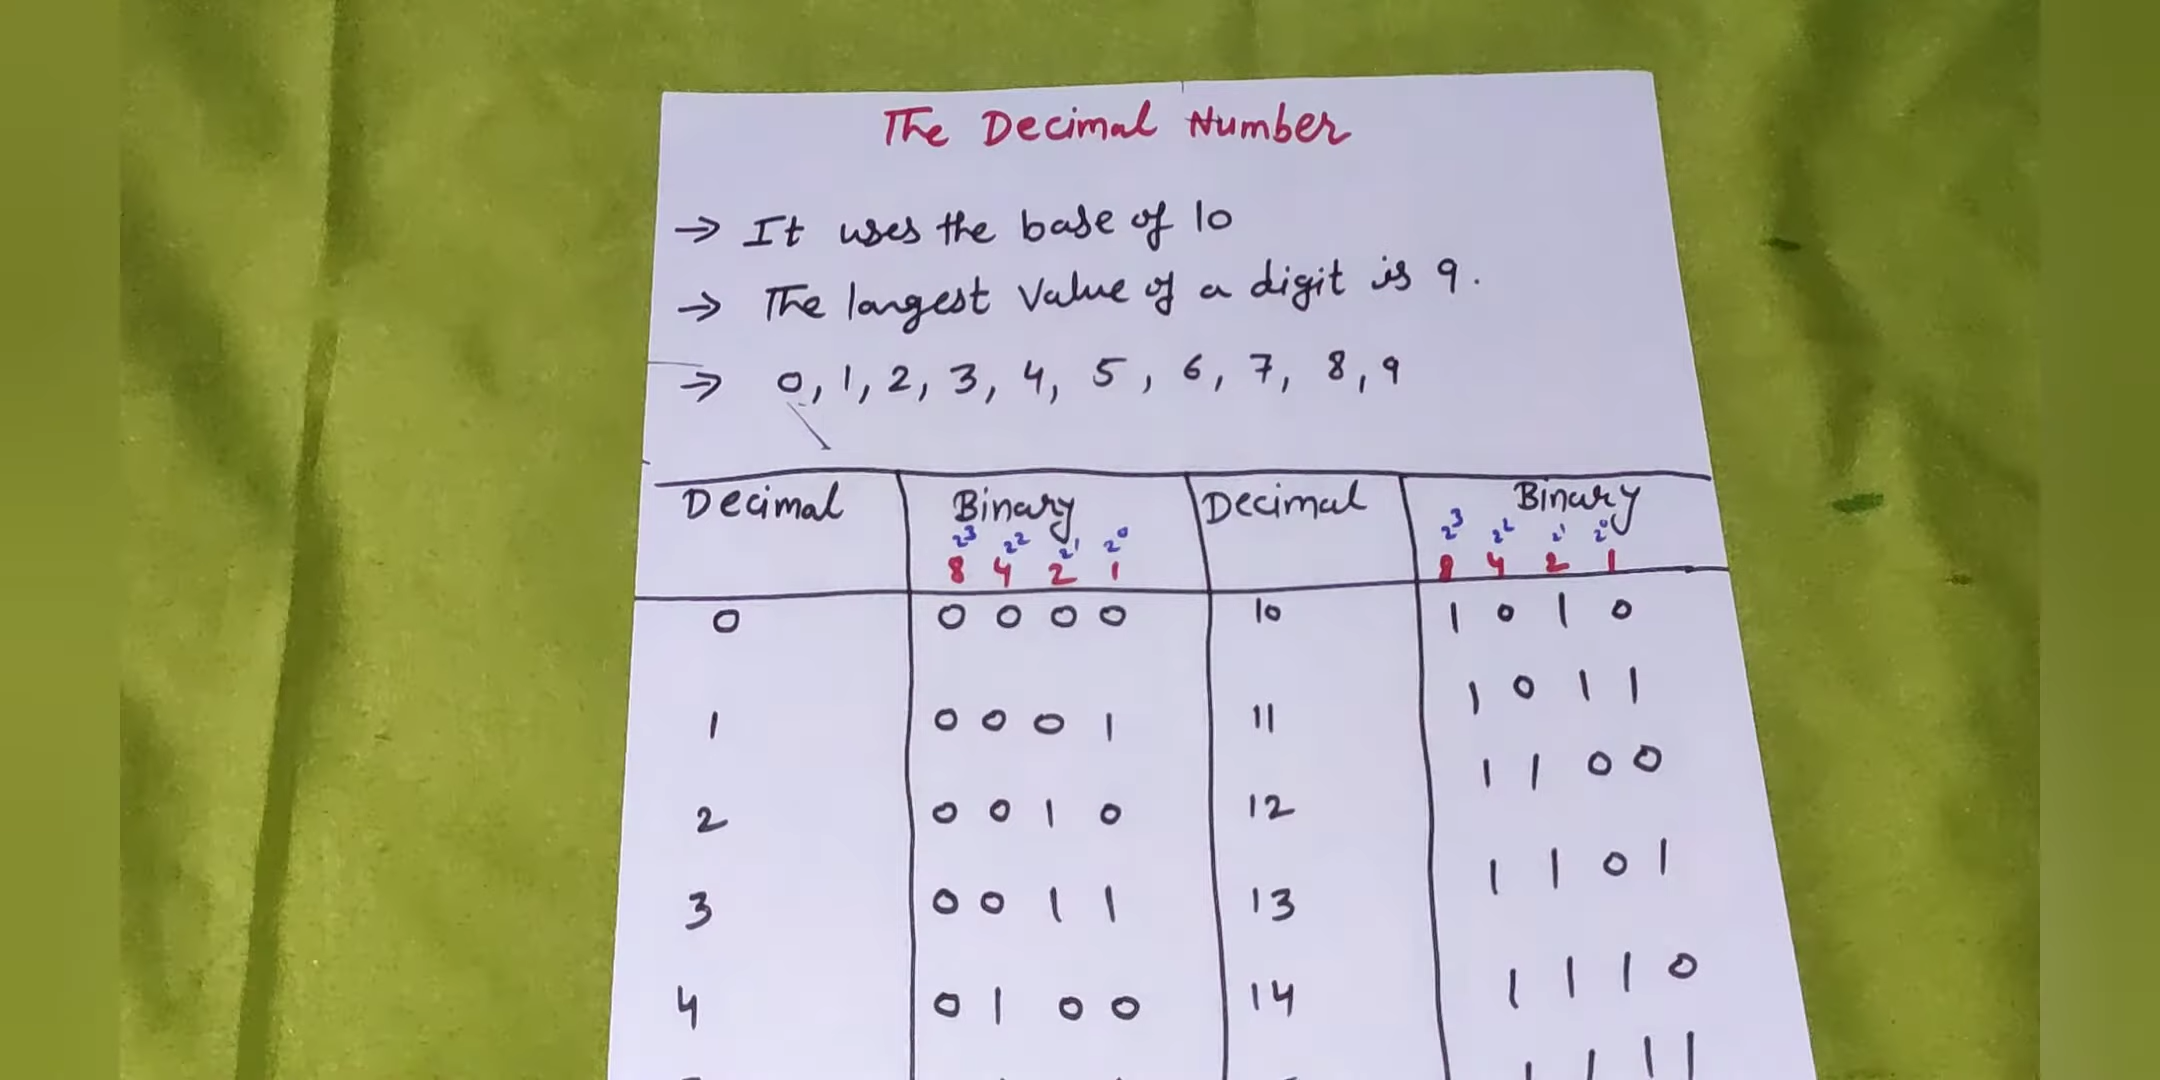 The Decimal Number
→ It uses the base of 10
→ The largest Value of a digit is 9.
→ 0, 1, 2, 3, 4, 5, 6, 7, 8, 9
Decimal Binary Decimal Binary
2³ 2² 2¹ 2⁰ 2³ 2² 2¹ 2⁰
8 4 2 1 8 4 2 1
0 0 0 0 0 10 1 0 1 0
1 0 0 0 1 11 1 0 1 1
2 0 0 1 0 12 1 1 0 0
3 0 0 1 1 13 1 1 0 1
4 0 1 0 0 14 1 1 1 0
1 1 1 1